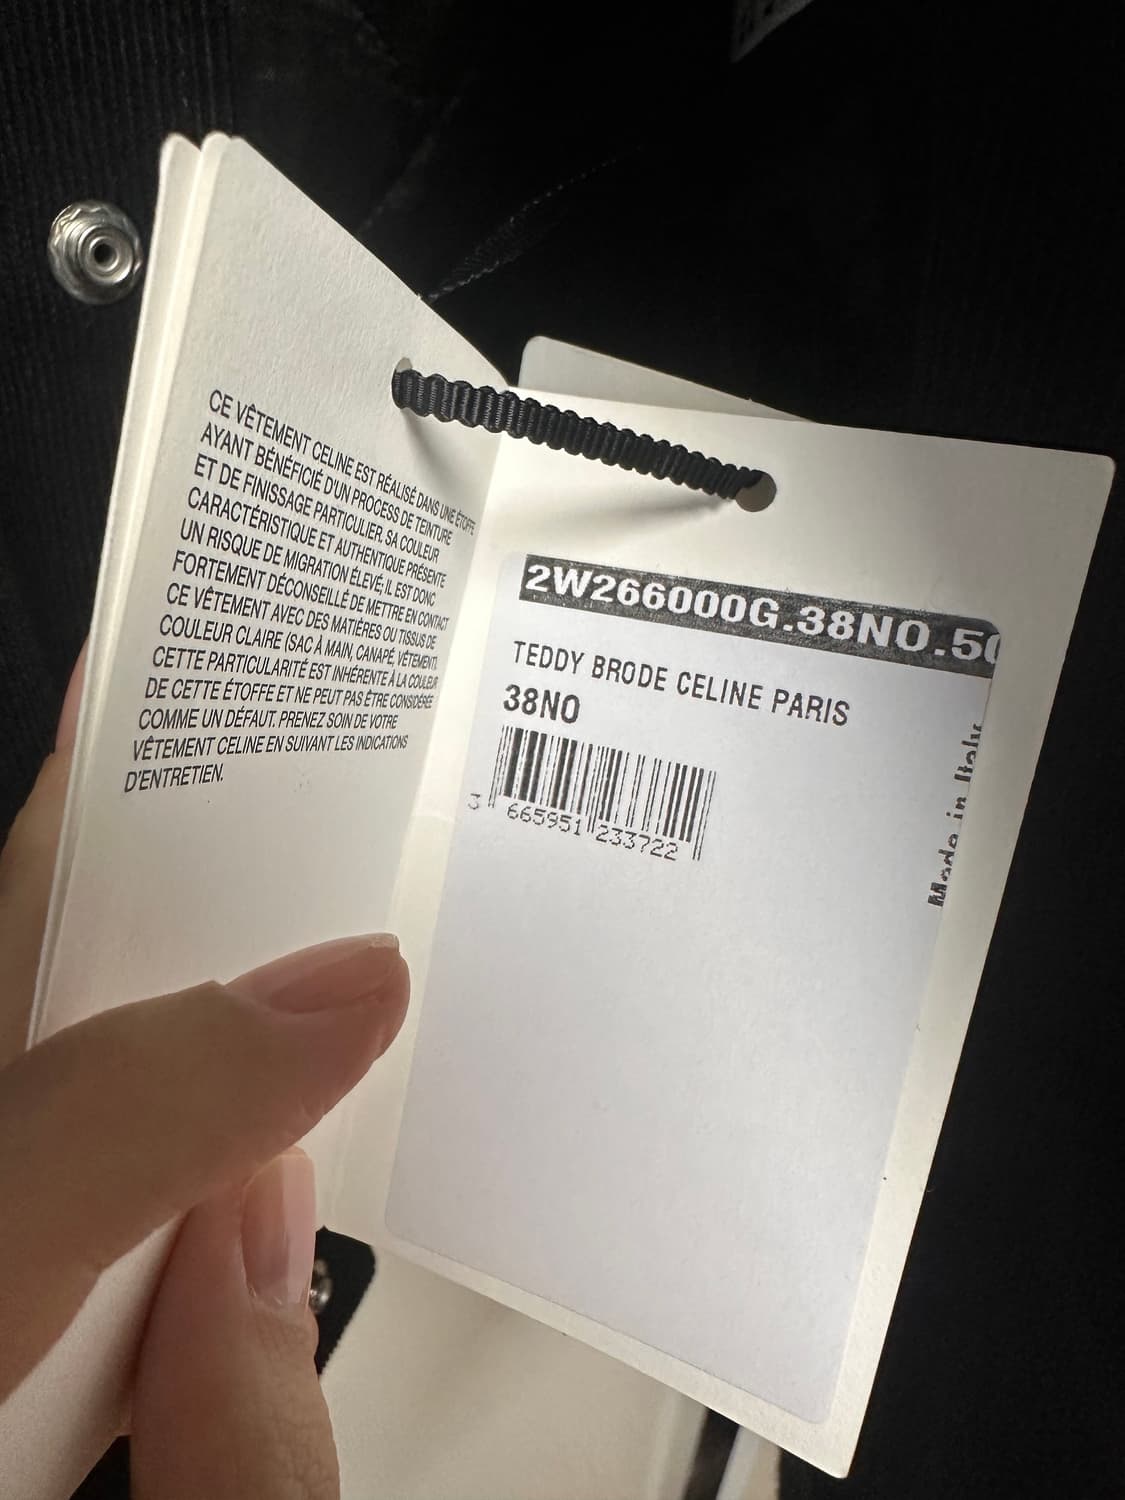 CE VÊTEMENT CELINE EST RÉALISÉ DANS UNE ÉTOFFE
AYANT BÉNÉFICIÉ D'UN PROCESS DE TEINTURE
ET DE FINISSAGE PARTICULIER. SA COULEUR
CARACTÉRISTIQUE ET AUTHENTIQUE PRÉSENTE
UN RISQUE DE MIGRATION ÉLEVÉ; IL EST DONC
FORTEMENT DÉCONSEILLÉ DE METTRE EN CONTACT
CE VÊTEMENT AVEC DES MATIÈRES OU TISSUS DE
COULEUR CLAIRE (SAC À MAIN, CANAPÉ, VÊTEMENT).
CETTE PARTICULARITÉ EST INHÉRENTE À LA COULEUR
DE CETTE ÉTOFFE ET NE PEUT PAS ÊTRE CONSIDÉRÉE
COMME UN DÉFAUT. PRENEZ SOIN DE VOTRE
VÊTEMENT CELINE EN SUIVANT LES INDICATIONS
D'ENTRETIEN.
2W266000G.38NO.50
TEDDY BRODE CELINE PARIS
38NO
3 665951 233722
Made in Italy